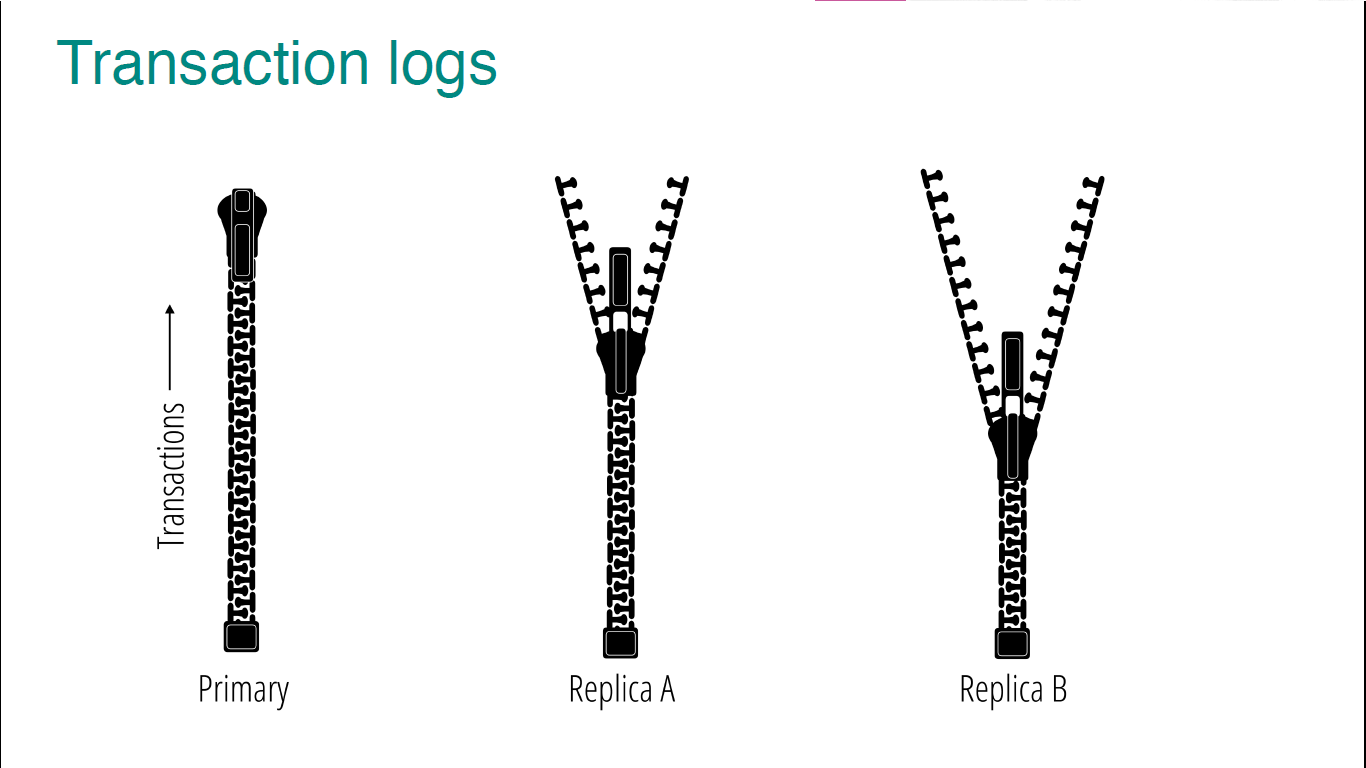 Transaction logs
Transactions
Primary
Replica A
Replica B